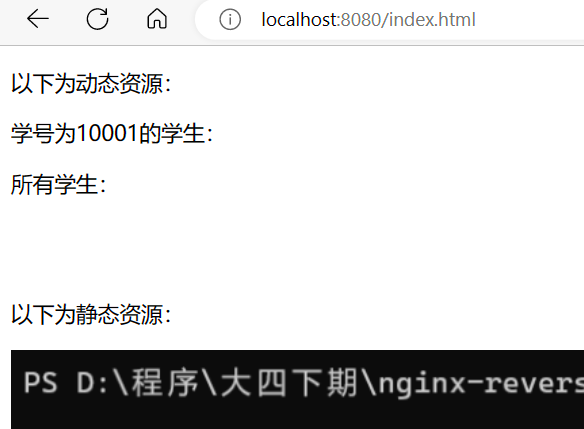 localhost:8080/index.html
以下为动态资源：
学号为10001的学生：
所有学生：
以下为静态资源：
PS D:\程序\大四下期\nginx-revers